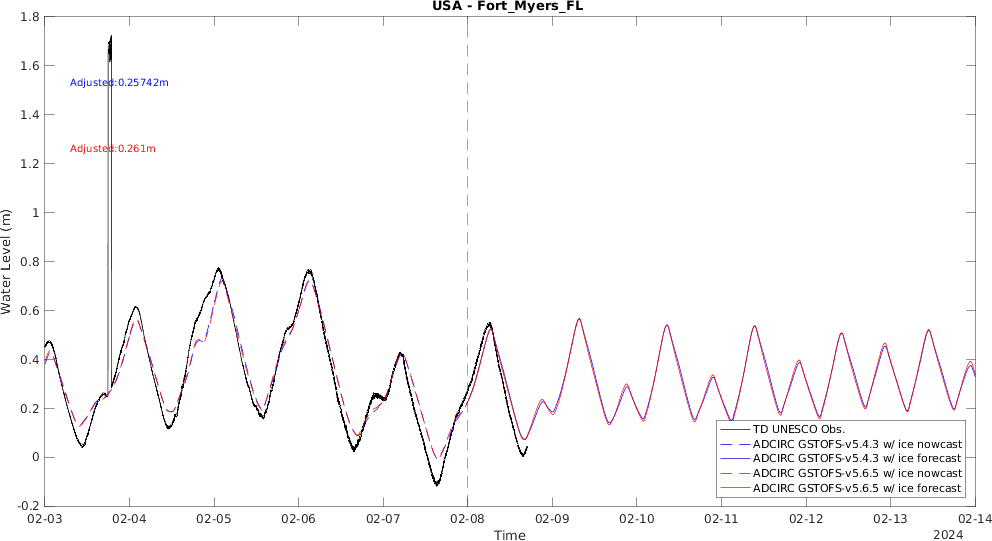 USA - Fort_Myers_FL
1.8
1.6
Adjusted:0.25742m
1.4
Adjusted:0.261m
1.2
1
0.8
Water Level (m)
0.6
0.4
0.2
0
-0.2
TD UNESCO Obs.
ADCIRC GSTOFS-v5.4.3 w/ ice nowcast
ADCIRC GSTOFS-v5.4.3 w/ ice forecast
ADCIRC GSTOFS-v5.6.5 w/ ice nowcast
ADCIRC GSTOFS-v5.6.5 w/ ice forecast
02-03 02-04 02-05 02-06 02-07 02-08 02-09 02-10 02-11 02-12 02-13 02-14
Time
2024